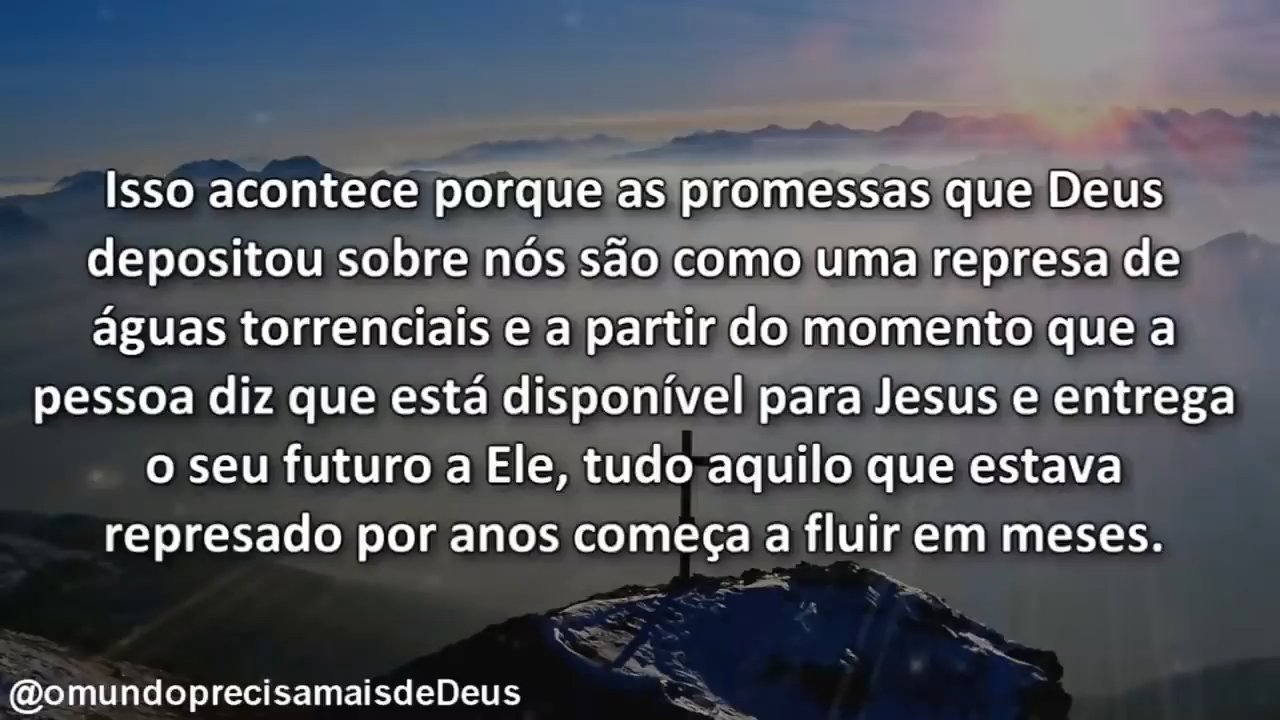 Isso acontece porque as promessas que Deus
depositou sobre nós são como uma represa de
águas torrenciais e a partir do momento que a
pessoa diz que está disponível para Jesus e entrega
o seu futuro a Ele, tudo aquilo que estava
represado por anos começa a fluir em meses.
@omundoprecisamaisdeDeus